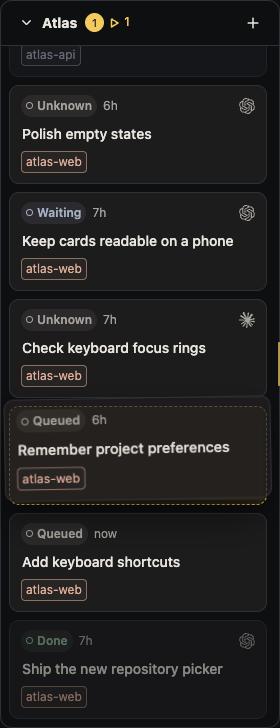 Atlas 1 1
atlas-api
Unknown 6h
Polish empty states
atlas-web
Waiting 7h
Keep cards readable on a phone
atlas-web
Unknown 7h
Check keyboard focus rings
atlas-web
Queued 6h
Remember project preferences
atlas-web
Queued now
Add keyboard shortcuts
atlas-web
Done 7h
Ship the new repository picker
atlas-web